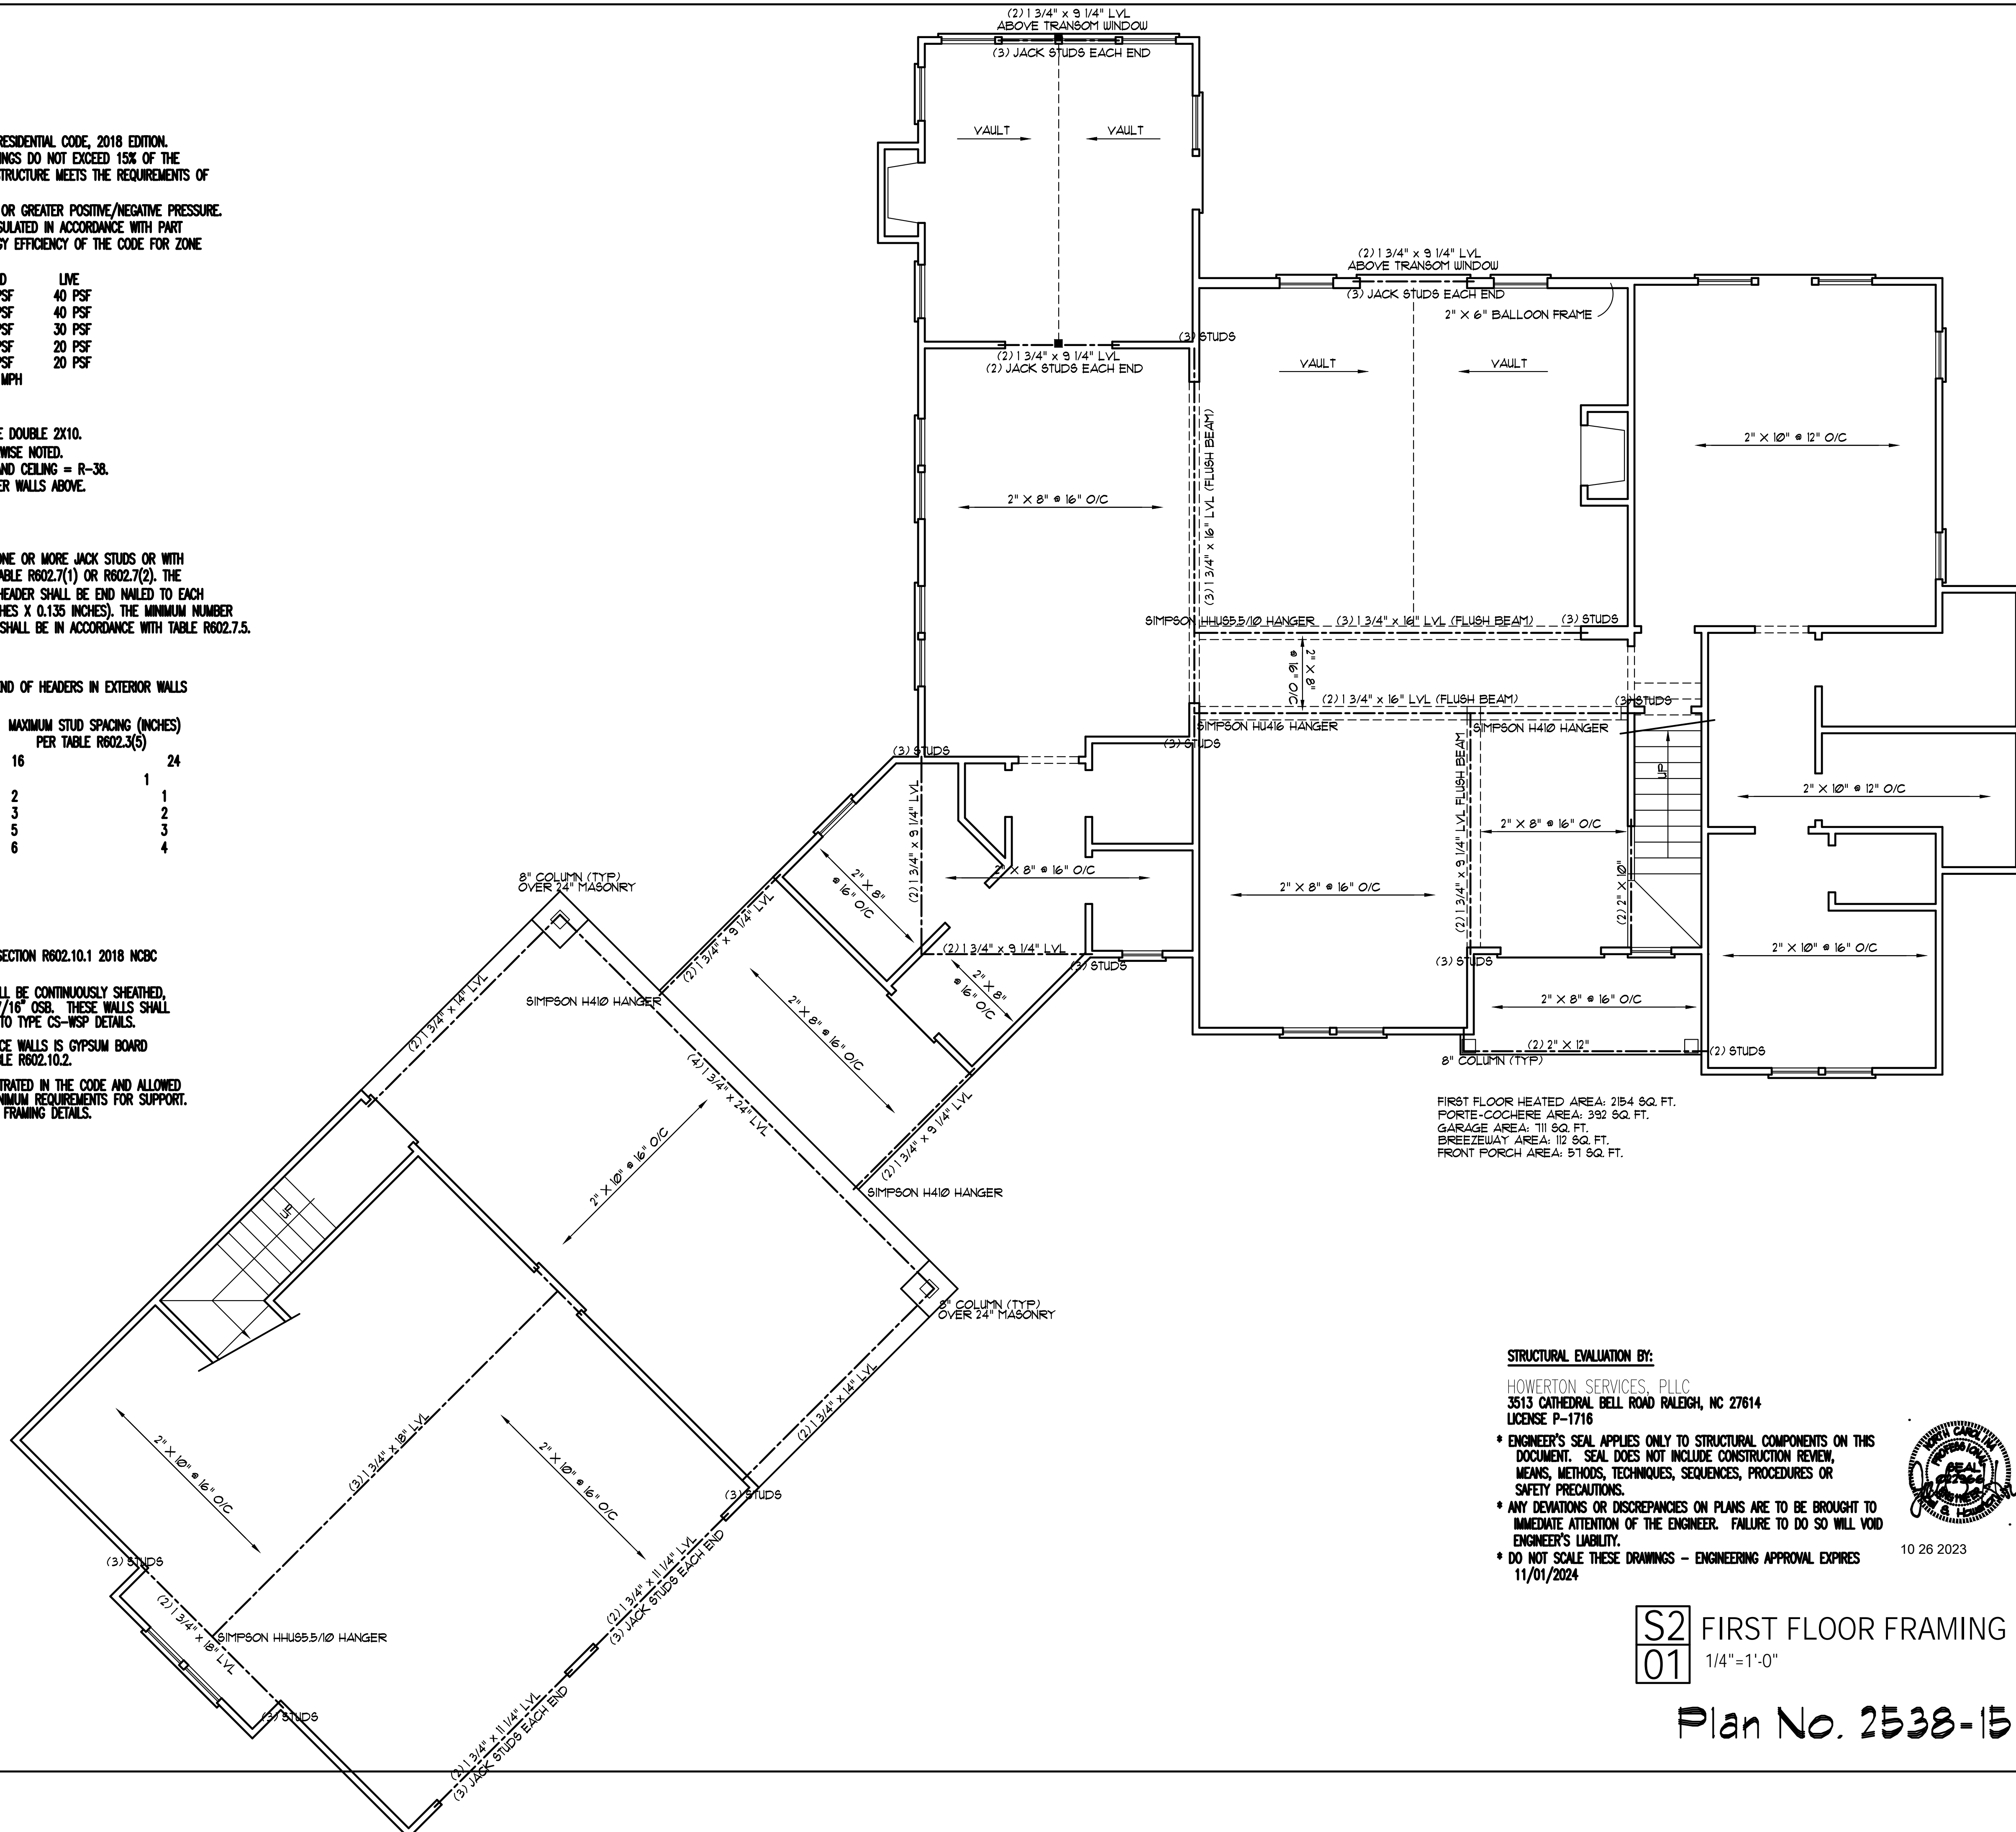 RESIDENTIAL CODE, 2018 EDITION.
INGS DO NOT EXCEED 15% OF THE
STRUCTURE MEETS THE REQUIREMENTS OF
OR GREATER POSITIVE/NEGATIVE PRESSURE.
SULATED IN ACCORDANCE WITH PART
GY EFFICIENCY OF THE CODE FOR ZONE
D LIVE
PSF 40 PSF
PSF 40 PSF
PSF 30 PSF
PSF 20 PSF
PSF 20 PSF
MPH
E DOUBLE 2X10.
WISE NOTED.
AND CEILING = R-38.
ER WALLS ABOVE.
ONE OR MORE JACK STUDS OR WITH
TABLE R602.7(1) OR R602.7(2). THE
HEADER SHALL BE END NAILED TO EACH
HES X 0.135 INCHES). THE MINIMUM NUMBER
SHALL BE IN ACCORDANCE WITH TABLE R602.7.5.
END OF HEADERS IN EXTERIOR WALLS
MAXIMUM STUD SPACING (INCHES)
PER TABLE R602.3(5)
16 24
1
2 1
3 2
5 3
6 4
SECTION R602.10.1 2018 NCBC
LL BE CONTINUOUSLY SHEATHED,
7/16" OSB. THESE WALLS SHALL
TO TYPE CS-WSP DETAILS.
CE WALLS IS GYPSUM BOARD
BLE R602.10.2.
TRATED IN THE CODE AND ALLOWED
NIMUM REQUIREMENTS FOR SUPPORT.
FRAMING DETAILS.
(2) 1 3/4" x 9 1/4" LVL
ABOVE TRANSOM WINDOW
(3) JACK STUDS EACH END
VAULT
VAULT
(2) 1 3/4" x 9 1/4" LVL
ABOVE TRANSOM WINDOW
(3) JACK STUDS EACH END
2" X 6" BALLOON FRAME
(3) STUDS
(2) 1 3/4" x 9 1/4" LVL
(2) JACK STUDS EACH END
VAULT
VAULT
(3) 1 3/4" x 16" LVL (FLUSH BEAM)
2" X 10" @ 12" O/C
2" X 8" @ 16" O/C
SIMPSON HHUS5.5/10 HANGER
(3) 1 3/4" x 16" LVL (FLUSH BEAM)
(3) STUDS
2" X 8"
@ 16" O/C
(2) 1 3/4" x 16" LVL (FLUSH BEAM)
(3) STUDS
SIMPSON HU416 HANGER
SIMPSON H410 HANGER
(3) STUDS
(3) STUDS
UP
(2) 1 3/4" x 9 1/4" LVL
(2) 1 3/4" x 9 1/4" LVL FLUSH BEAM
2" X 10" @ 12" O/C
2" X 8" @ 16" O/C
2" X 8"
@ 16" O/C
2" X 8" @ 16" O/C
2" X 8" @ 16" O/C
(2) 2" X 10"
8" COLUMN (TYP)
OVER 24" MASONRY
(2) 1 3/4" x 9 1/4" LVL
(2) 1 3/4" x 9 1/4" LVL
(3) STUDS
(3) STUDS
2" X 10" @ 16" O/C
2" X 8"
@ 16" O/C
2" X 8" @ 16" O/C
(2) 1 3/4" x 14" LVL
SIMPSON H410 HANGER
2" X 8" @ 16" O/C
(2) 2" X 12"
(2) STUDS
8" COLUMN (TYP)
(4) 1 3/4" x 24" LVL
(2) 1 3/4" x 9 1/4" LVL
FIRST FLOOR HEATED AREA: 2154 SQ. FT.
PORTE-COCHERE AREA: 392 SQ. FT.
GARAGE AREA: 711 SQ. FT.
BREEZEWAY AREA: 112 SQ. FT.
FRONT PORCH AREA: 57 SQ. FT.
2" X 10" @ 16" O/C
SIMPSON H410 HANGER
UP
8" COLUMN (TYP)
OVER 24" MASONRY
(2) 1 3/4" x 14" LVL
(3) 1 3/4" x 18" LVL
2" X 10" @ 16" O/C
2" X 10" @ 16" O/C
(3) STUDS
(3) STUDS
(2) 1 3/4" x 11 1/4" LVL
(3) JACK STUDS EACH END
(2) 1 3/4" x 18" LVL
SIMPSON HHUS5.5/10 HANGER
(3) STUDS
(2) 1 3/4" x 11 1/4" LVL
(3) JACK STUDS EACH END
STRUCTURAL EVALUATION BY:
HOWERTON SERVICES, PLLC
3513 CATHEDRAL BELL ROAD RALEIGH, NC 27614
LICENSE P-1716
* ENGINEER'S SEAL APPLIES ONLY TO STRUCTURAL COMPONENTS ON THIS
DOCUMENT. SEAL DOES NOT INCLUDE CONSTRUCTION REVIEW,
MEANS, METHODS, TECHNIQUES, SEQUENCES, PROCEDURES OR
SAFETY PRECAUTIONS.
* ANY DEVIATIONS OR DISCREPANCIES ON PLANS ARE TO BE BROUGHT TO
IMMEDIATE ATTENTION OF THE ENGINEER. FAILURE TO DO SO WILL VOID
ENGINEER'S LIABILITY.
* DO NOT SCALE THESE DRAWINGS - ENGINEERING APPROVAL EXPIRES
11/01/2024
NORTH CAROLINA
PROFESSIONAL
SEAL
ENGINEER
10 26 2023
S2
01
FIRST FLOOR FRAMING
1/4"=1'-0"
Plan No. 2538-15